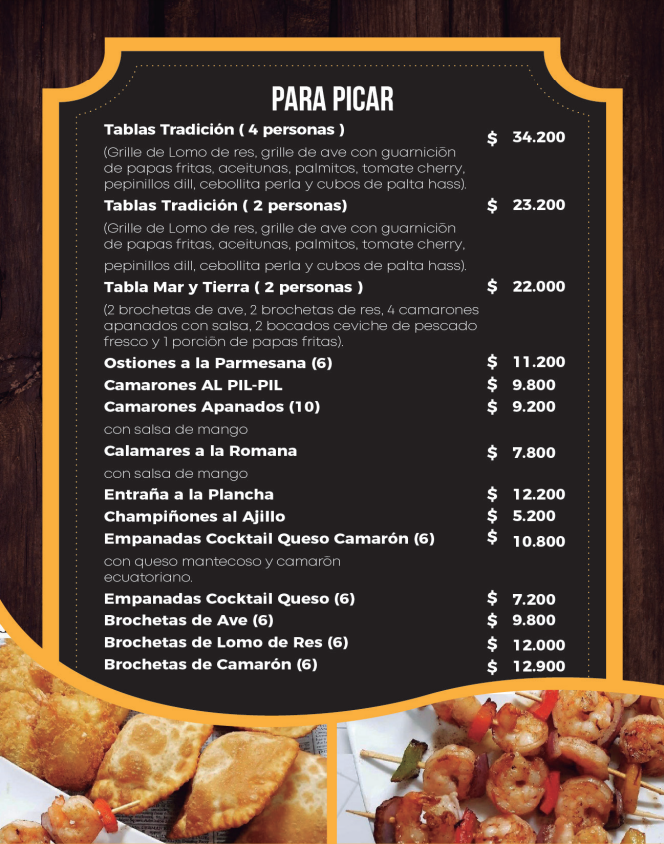 PARA PICAR
Tablas Tradición ( 4 personas ) $ 34.200
(Grille de Lomo de res, grille de ave con guarnición
de papas fritas, aceitunas, palmitos, tomate cherry,
pepinillos dill, cebollita perla y cubos de palta hass).
Tablas Tradición ( 2 personas) $ 23.200
(Grille de Lomo de res, grille de ave con guarnición
de papas fritas, aceitunas, palmitos, tomate cherry,
pepinillos dill, cebollita perla y cubos de palta hass).
Tabla Mar y Tierra ( 2 personas ) $ 22.000
(2 brochetas de ave, 2 brochetas de res, 4 camarones
apanados con salsa, 2 bocados ceviche de pescado
fresco y 1 porción de papas fritas).
Ostiones a la Parmesana (6) $ 11.200
Camarones AL PIL-PIL $ 9.800
Camarones Apanados (10) $ 9.200
con salsa de mango
Calamares a la Romana $ 7.800
con salsa de mango
Entraña a la Plancha $ 12.200
Champiñones al Ajillo $ 5.200
Empanadas Cocktail Queso Camarón (6) $ 10.800
con queso mantecoso y camarón
ecuatoriano.
Empanadas Cocktail Queso (6) $ 7.200
Brochetas de Ave (6) $ 9.800
Brochetas de Lomo de Res (6) $ 12.000
Brochetas de Camarón (6) $ 12.900